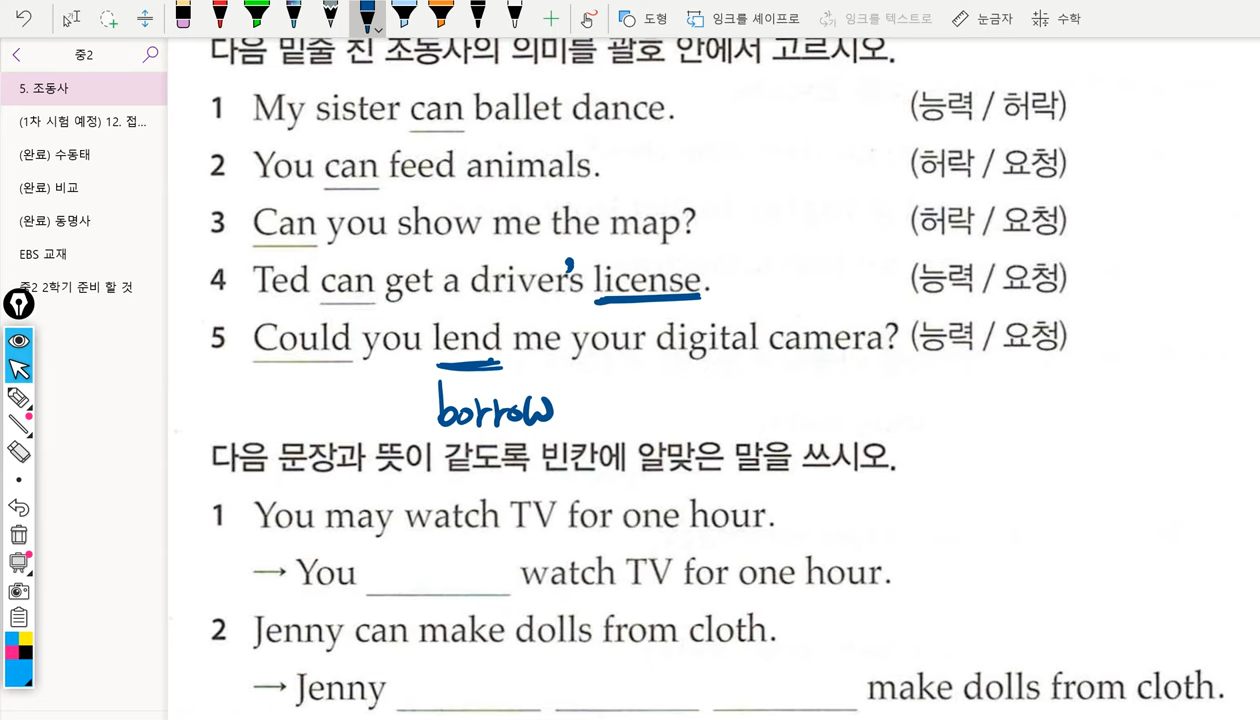 도형 잉크를 셰이프로 잉크를 텍스트로 눈금자 수학
중2
5. 조동사
(1차 시험 예정) 12. 접...
(완료) 수동태
(완료) 비교
(완료) 동명사
EBS 교재
중2 2학기 준비 할 것
다음 밑줄 친 조동사의 의미를 괄호 안에서 고르시오.
1 My sister can ballet dance. (능력 / 허락)
2 You can feed animals. (허락 / 요청)
3 Can you show me the map? (허락 / 요청)
4 Ted can get a driver's license. (능력 / 요청)
5 Could you lend me your digital camera? (능력 / 요청)
borrow
다음 문장과 뜻이 같도록 빈칸에 알맞은 말을 쓰시오.
1 You may watch TV for one hour.
→ You ______ watch TV for one hour.
2 Jenny can make dolls from cloth.
→ Jenny ______ ______ ______ make dolls from cloth.